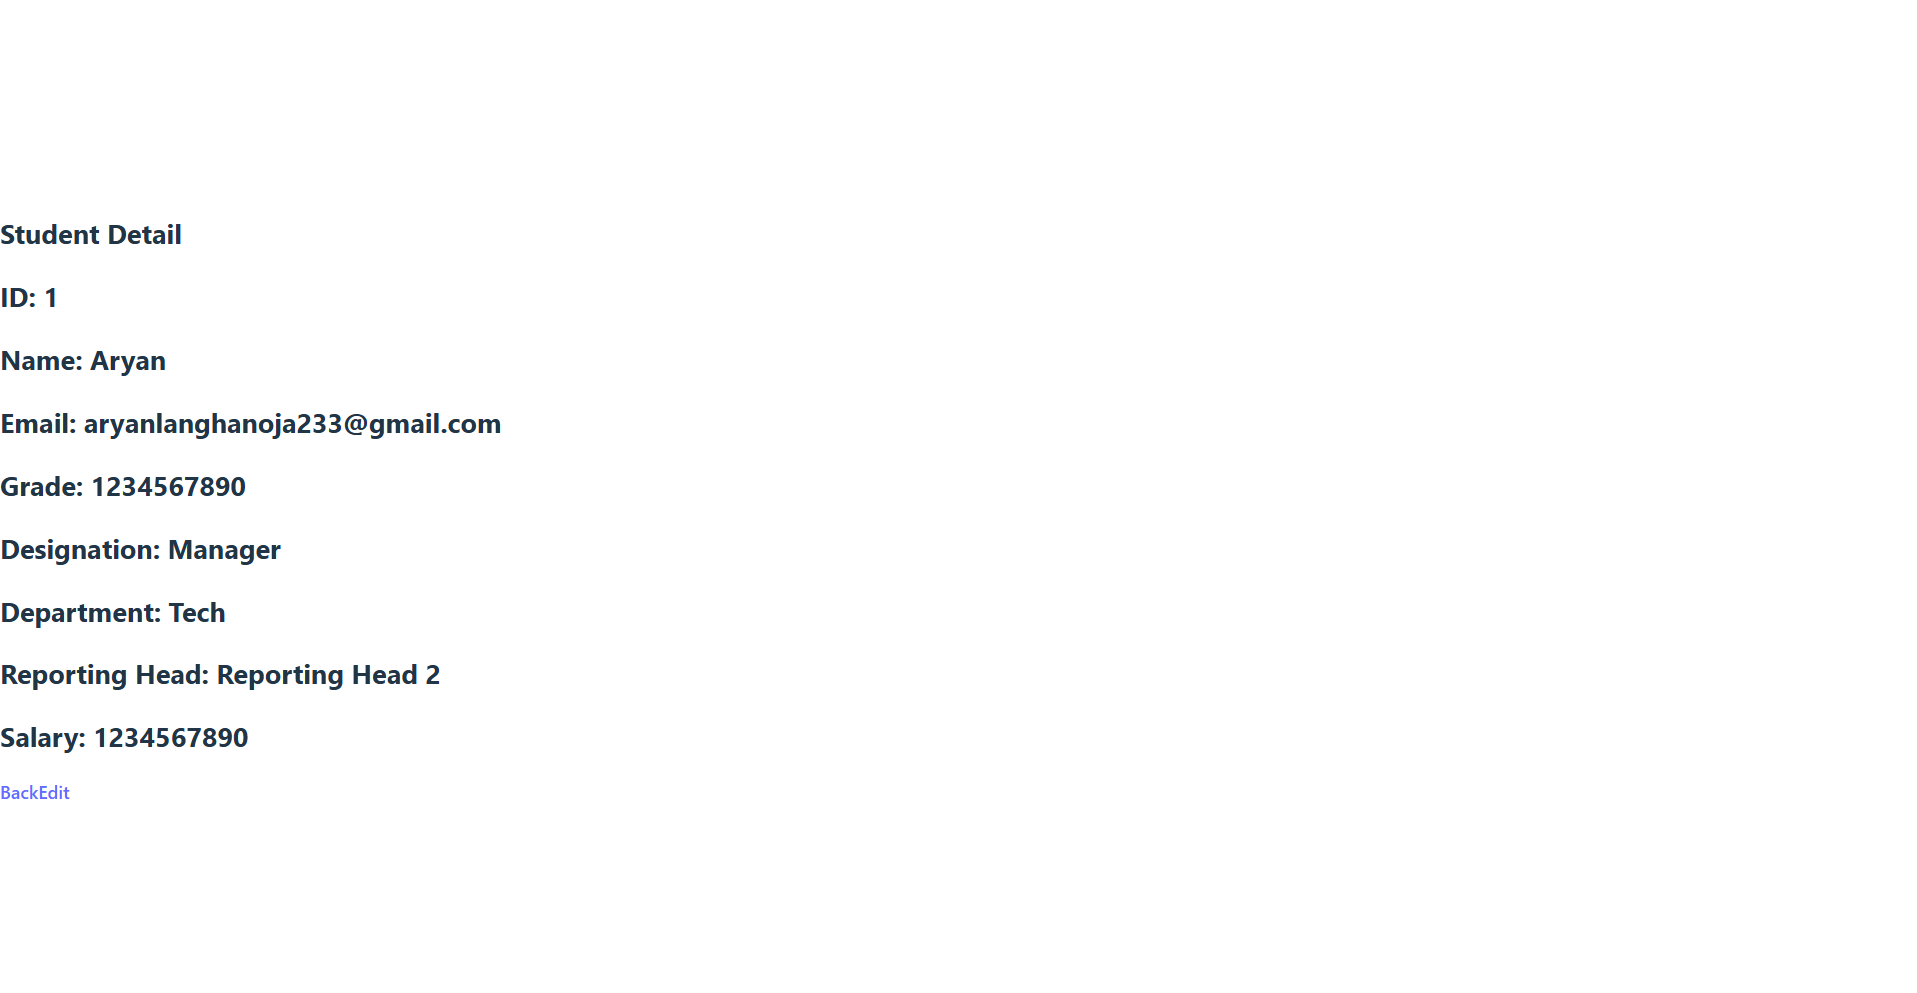 Student Detail
ID: 1
Name: Aryan
Email: aryanlanghanoja233@gmail.com
Grade: 1234567890
Designation: Manager
Department: Tech
Reporting Head: Reporting Head 2
Salary: 1234567890
BackEdit